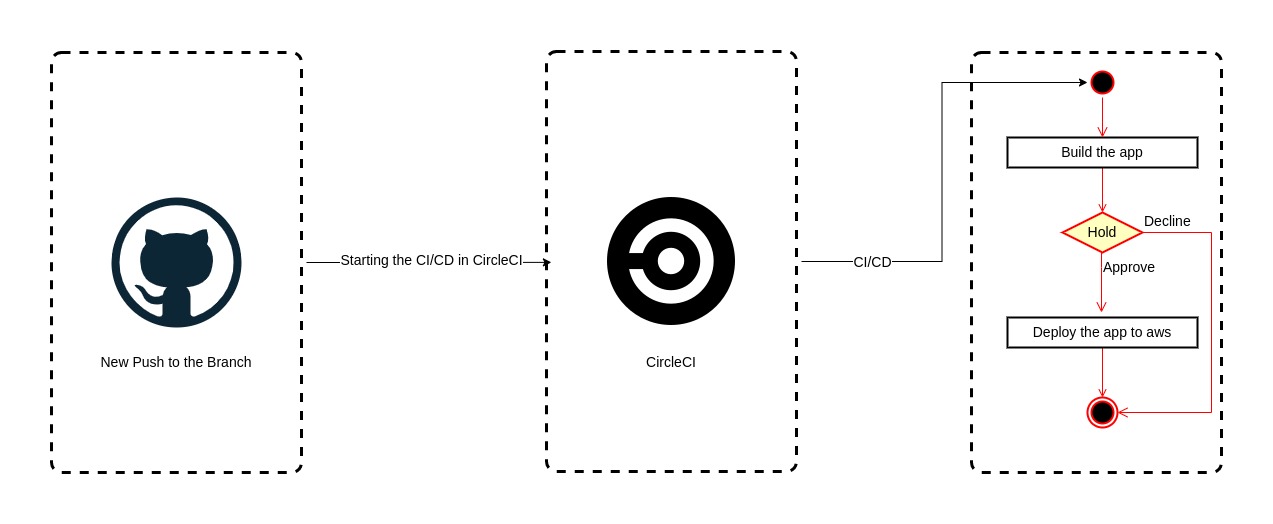 New Push to the Branch
Starting the CI/CD in CircleCI
CircleCI
CI/CD
Build the app
Hold
Decline
Approve
Deploy the app to aws